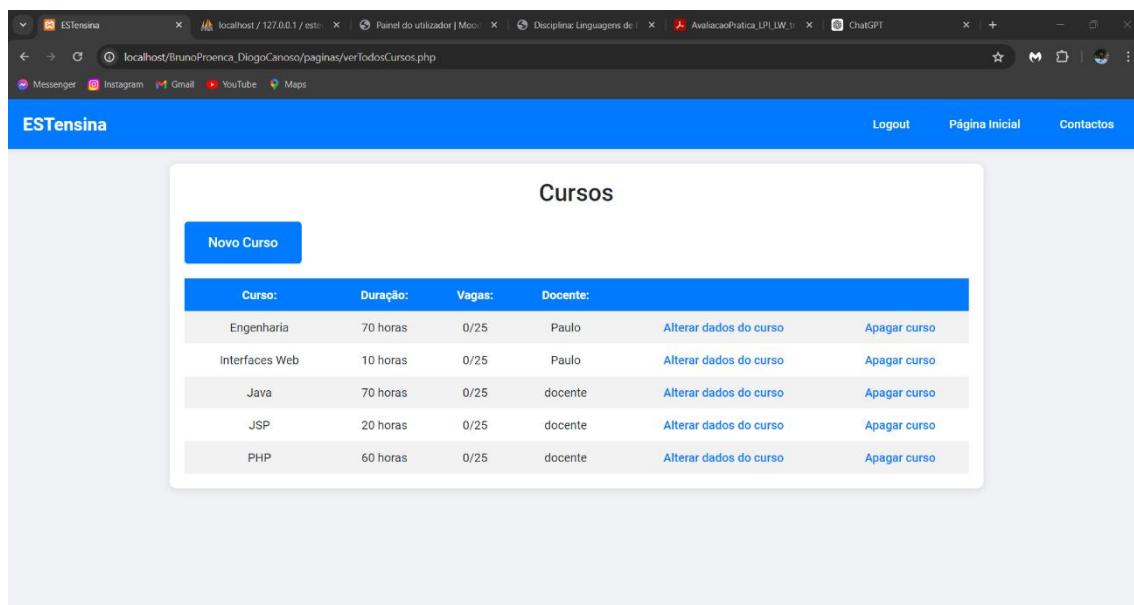 ESTensina
localhost / 127.0.0.1 / este
Painel do utilizador | Mood
Disciplina: Linguagens de
AvaliacaoPratica_LPI_LW_t
ChatGPT
localhost/BrunoProenca_DiogoCanoso/paginas/verTodosCursos.php
Messenger Instagram Gmail YouTube Maps
ESTensina Logout Página Inicial Contactos
Cursos
Novo Curso
Curso: Duração: Vagas: Docente:
Engenharia 70 horas 0/25 Paulo Alterar dados do curso Apagar curso
Interfaces Web 10 horas 0/25 Paulo Alterar dados do curso Apagar curso
Java 70 horas 0/25 docente Alterar dados do curso Apagar curso
JSP 20 horas 0/25 docente Alterar dados do curso Apagar curso
PHP 60 horas 0/25 docente Alterar dados do curso Apagar curso